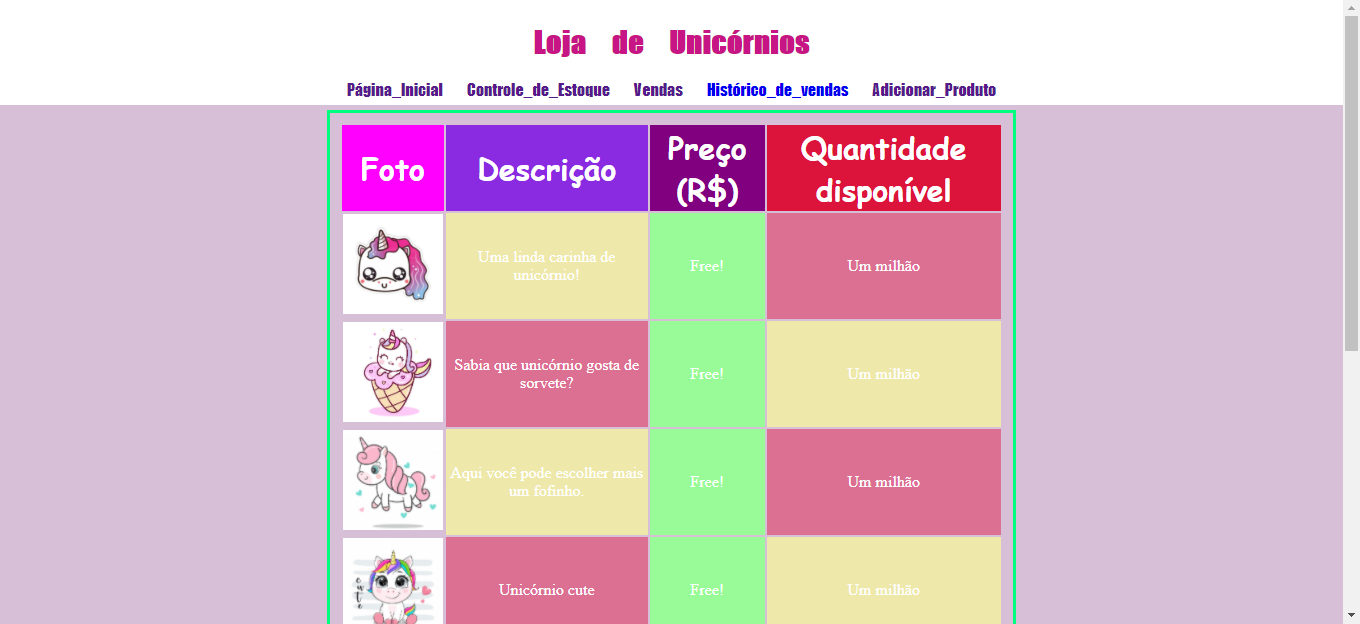 Loja de Unicórnios
Página_Inicial Controle_de_Estoque Vendas Histórico_de_vendas Adicionar_Produto
Foto Descrição Preço (R$) Quantidade disponível
Uma linda carinha de
unicórnio!
Free!
Um milhão
Sabia que unicórnio gosta de
sorvete?
Free!
Um milhão
Aqui você pode escolher mais
um fofinho.
Free!
Um milhão
cute
Unicórnio cute
Free!
Um milhão